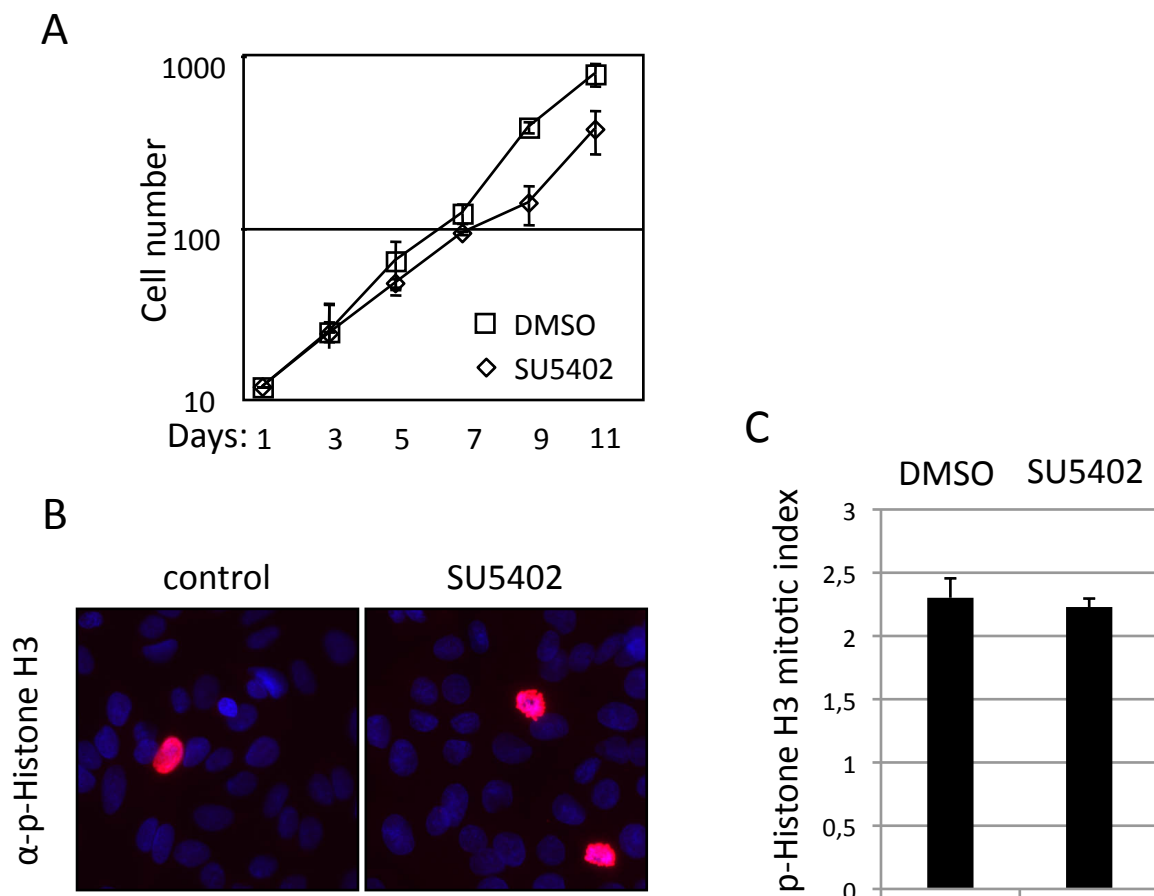 A
1000
100
10
Cell number
DMSO
SU5402
Days: 1 3 5 7 9 11
B
control SU5402
α-p-Histone H3
C
DMSO SU5402
p-Histone H3 mitotic index
3
2,5
2
1,5
1
0,5
0